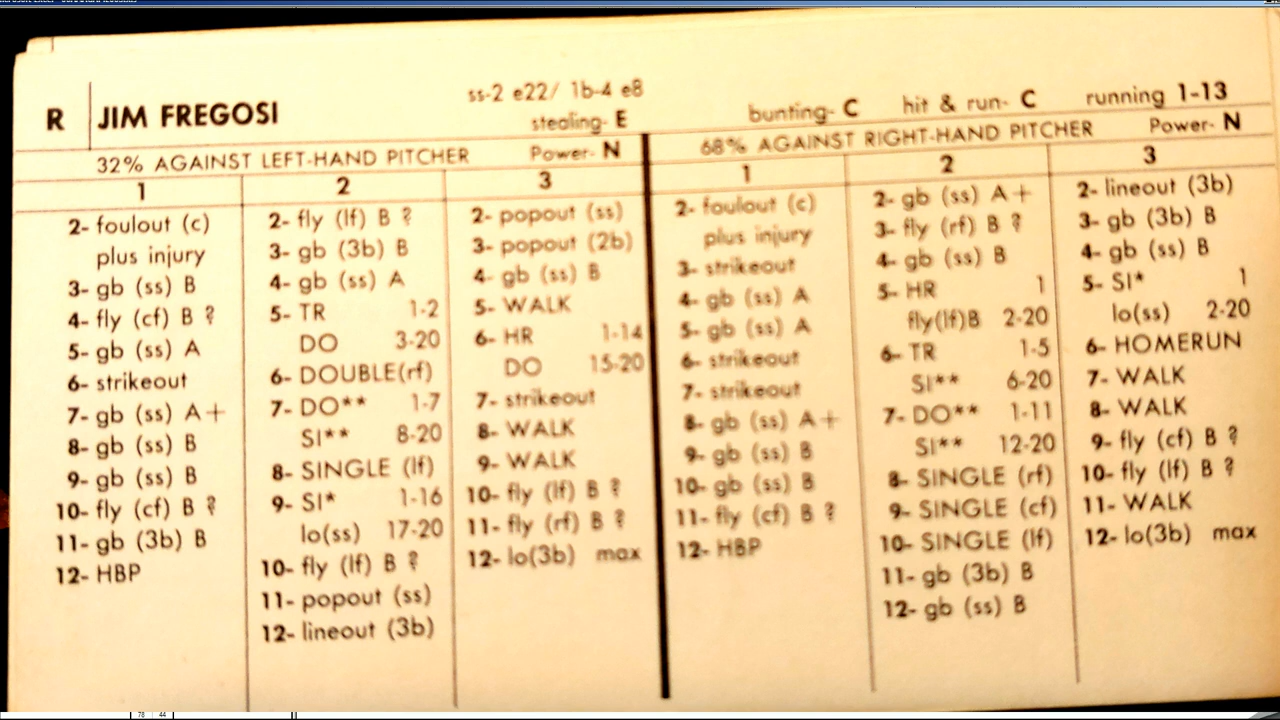 R JIM FREGOSI
ss-2 e22/ 1b-4 e8
stealing- E
bunting- C hit & run- C running 1-13
32% AGAINST LEFT-HAND PITCHER Power- N
1
2- foulout (c)
plus injury
3- gb (ss) B
4- fly (cf) B ?
5- gb (ss) A
6- strikeout
7- gb (ss) A+
8- gb (ss) B
9- gb (ss) B
10- fly (cf) B ?
11- gb (3b) B
12- HBP
2
2- fly (lf) B ?
3- gb (3b) B
4- gb (ss) A
5- TR 1-2
DO 3-20
6- DOUBLE(rf)
7- DO** 1-7
SI** 8-20
8- SINGLE (lf)
9- SI* 1-16
lo(ss) 17-20
10- fly (lf) B ?
11- popout (ss)
12- lineout (3b)
3
2- popout (ss)
3- popout (2b)
4- gb (ss) B
5- WALK
6- HR 1-14
DO 15-20
7- strikeout
8- WALK
9- WALK
10- fly (lf) B ?
11- fly (rf) B ?
12- lo(3b) max
68% AGAINST RIGHT-HAND PITCHER Power- N
1
2- foulout (c)
plus injury
3- strikeout
4- gb (ss) A
5- gb (ss) A
6- strikeout
7- strikeout
8- gb (ss) A+
9- gb (ss) B
10- gb (ss) B
11- fly (cf) B ?
12- HBP
2
2- gb (ss) A+
3- fly (rf) B ?
4- gb (ss) B
5- HR 1
fly(lf)B 2-20
6- TR 1-5
SI** 6-20
7- DO** 1-11
SI** 12-20
8- SINGLE (rf)
9- SINGLE (cf)
10- SINGLE (lf)
11- gb (3b) B
12- gb (ss) B
3
2- lineout (3b)
3- gb (3b) B
4- gb (ss) B
5- SI* 1
lo(ss) 2-20
6- HOMERUN
7- WALK
8- WALK
9- fly (cf) B ?
10- fly (lf) B ?
11- WALK
12- lo(3b) max
78 44